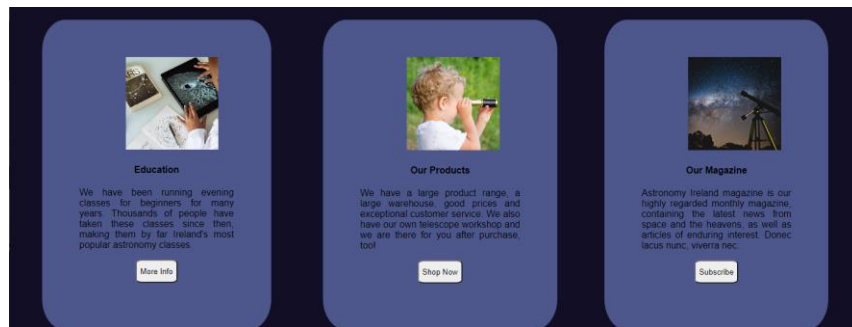 Education
We have been running evening
classes for beginners for many
years. Thousands of people have
taken these classes since then,
making them by far Ireland's most
popular astronomy classes.
More Info
Our Products
We have a large product range, a
large warehouse, good prices and
exceptional customer service. We also
have our own telescope workshop and
we are there for you after purchase,
too!
Shop Now
Our Magazine
Astronomy Ireland magazine is our
highly regarded monthly magazine,
containing the latest news from
space and the heavens, as well as
articles of enduring interest. Donec
lacus nunc, viverra nec.
Subscribe